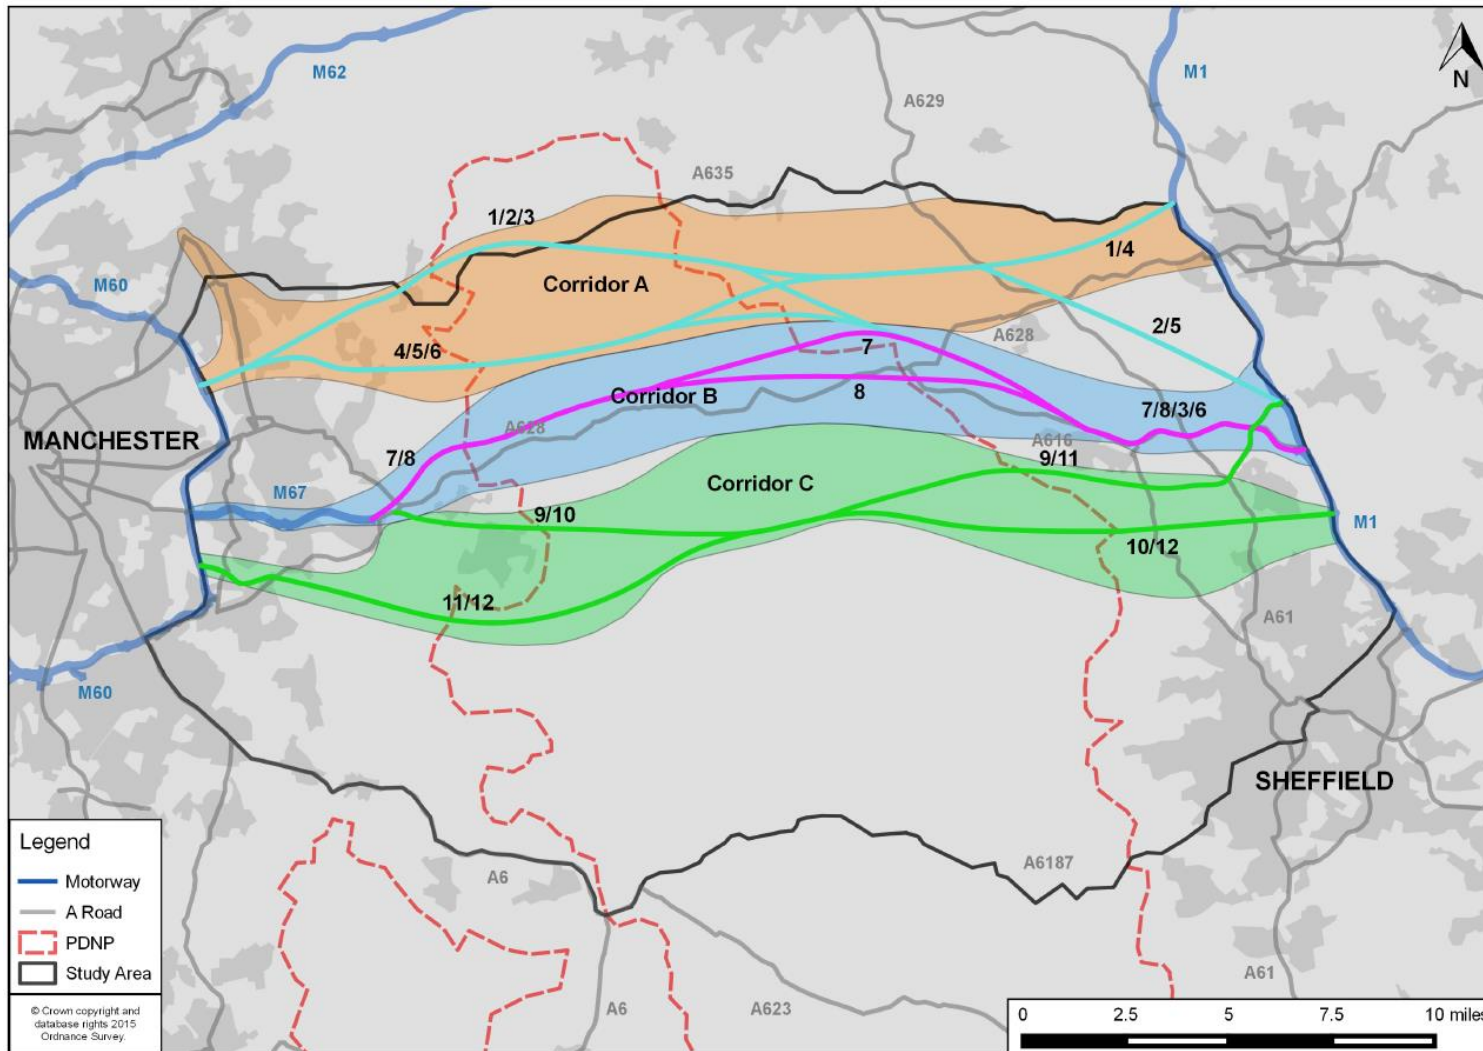 M62
M1
N
A629
A635
1/2/3
1/4
M60
Corridor A
A628
2/5
4/5/6
7
Corridor B
8
7/8/3/6
MANCHESTER
A628
A616
7/8
9/11
M67
Corridor C
9/10
M1
10/12
11/12
A61
M60
SHEFFIELD
Legend
Motorway
A Road
PDNP
Study Area
A6
A6187
A61
© Crown copyright and
database rights 2015
Ordnance Survey.
A6
A623
0 2.5 5 7.5 10 miles